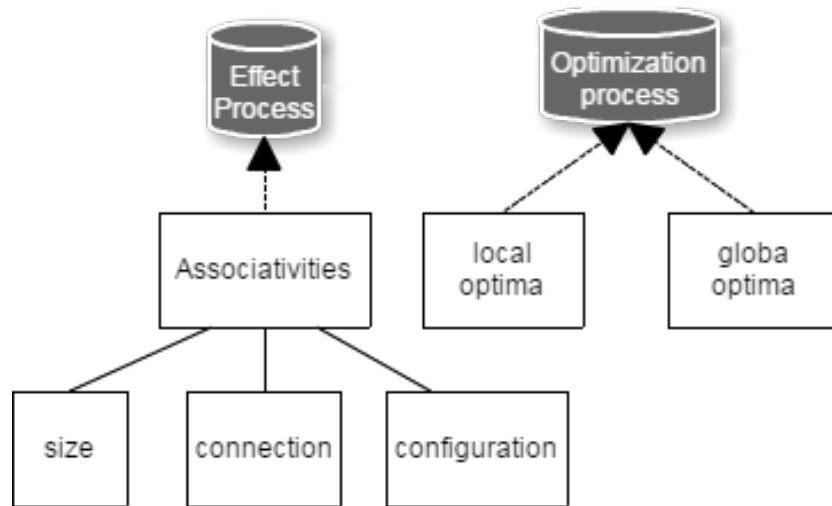 Effect
Process
Optimization
process
Associativities
local
optima
globa
optima
size
connection
configuration